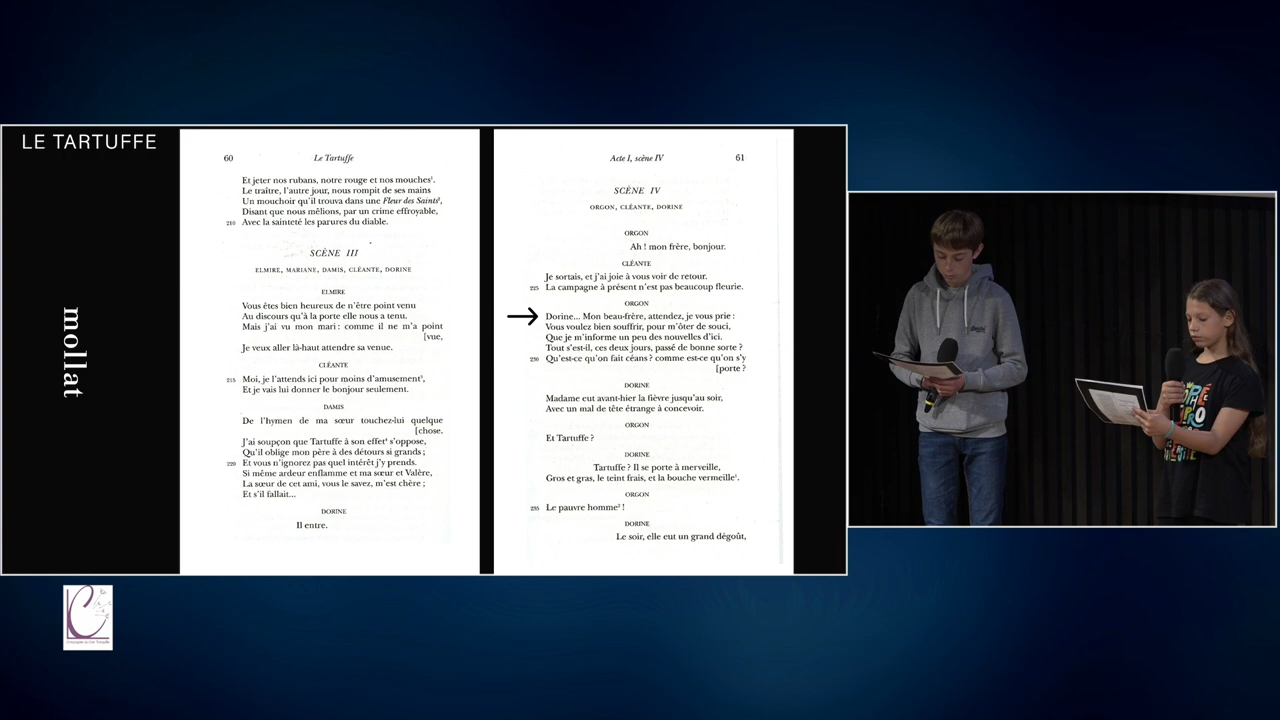 LE TARTUFFE
mollat
60
Le Tartuffe
Et jeter nos rubans, notre rouge et nos mouches¹.
Le traître, l'autre jour, nous rompit de ses mains
Un mouchoir qu'il trouva dans une Fleur des Saints²,
Disant que nous mêlions, par un crime effroyable,
210 Avec la sainteté les parures du diable.
SCÈNE III
ELMIRE, MARIANE, DAMIS, CLÉANTE, DORINE
ELMIRE
Vous êtes bien heureux de n'être point venu
Au discours qu'à la porte elle nous a tenu.
Mais j'ai vu mon mari : comme il ne m'a point
[vue,
Je veux aller là-haut attendre sa venue.
CLÉANTE
215 Moi, je l'attends ici pour moins d'amusement³,
Et je vais lui donner le bonjour seulement.
DAMIS
De l'hymen de ma sœur touchez-lui quelque
[chose.
J'ai soupçon que Tartuffe à son effet⁴ s'oppose,
Qu'il oblige mon père à des détours si grands ;
220 Et vous n'ignorez pas quel intérêt j'y prends.
Si même ardeur enflamme et ma sœur et Valère,
La sœur de cet ami, vous le savez, m'est chère ;
Et s'il fallait...
DORINE
Il entre.
Acte I, scène IV
61
SCÈNE IV
ORGON, CLÉANTE, DORINE
ORGON
Ah ! mon frère, bonjour.
CLÉANTE
Je sortais, et j'ai joie à vous voir de retour.
225 La campagne à présent n'est pas beaucoup fleurie.
ORGON
Dorine... Mon beau-frère, attendez, je vous prie :
Vous voulez bien souffrir, pour m'ôter de souci,
Que je m'informe un peu des nouvelles d'ici.
Tout s'est-il, ces deux jours, passé de bonne sorte ?
230 Qu'est-ce qu'on fait céans ? comme est-ce qu'on s'y
[porte ?
DORINE
Madame eut avant-hier la fièvre jusqu'au soir,
Avec un mal de tête étrange à concevoir.
ORGON
Et Tartuffe ?
DORINE
Tartuffe ? Il se porte à merveille,
Gros et gras, le teint frais, et la bouche vermeille¹.
ORGON
235 Le pauvre homme² !
DORINE
Le soir, elle eut un grand dégoût,